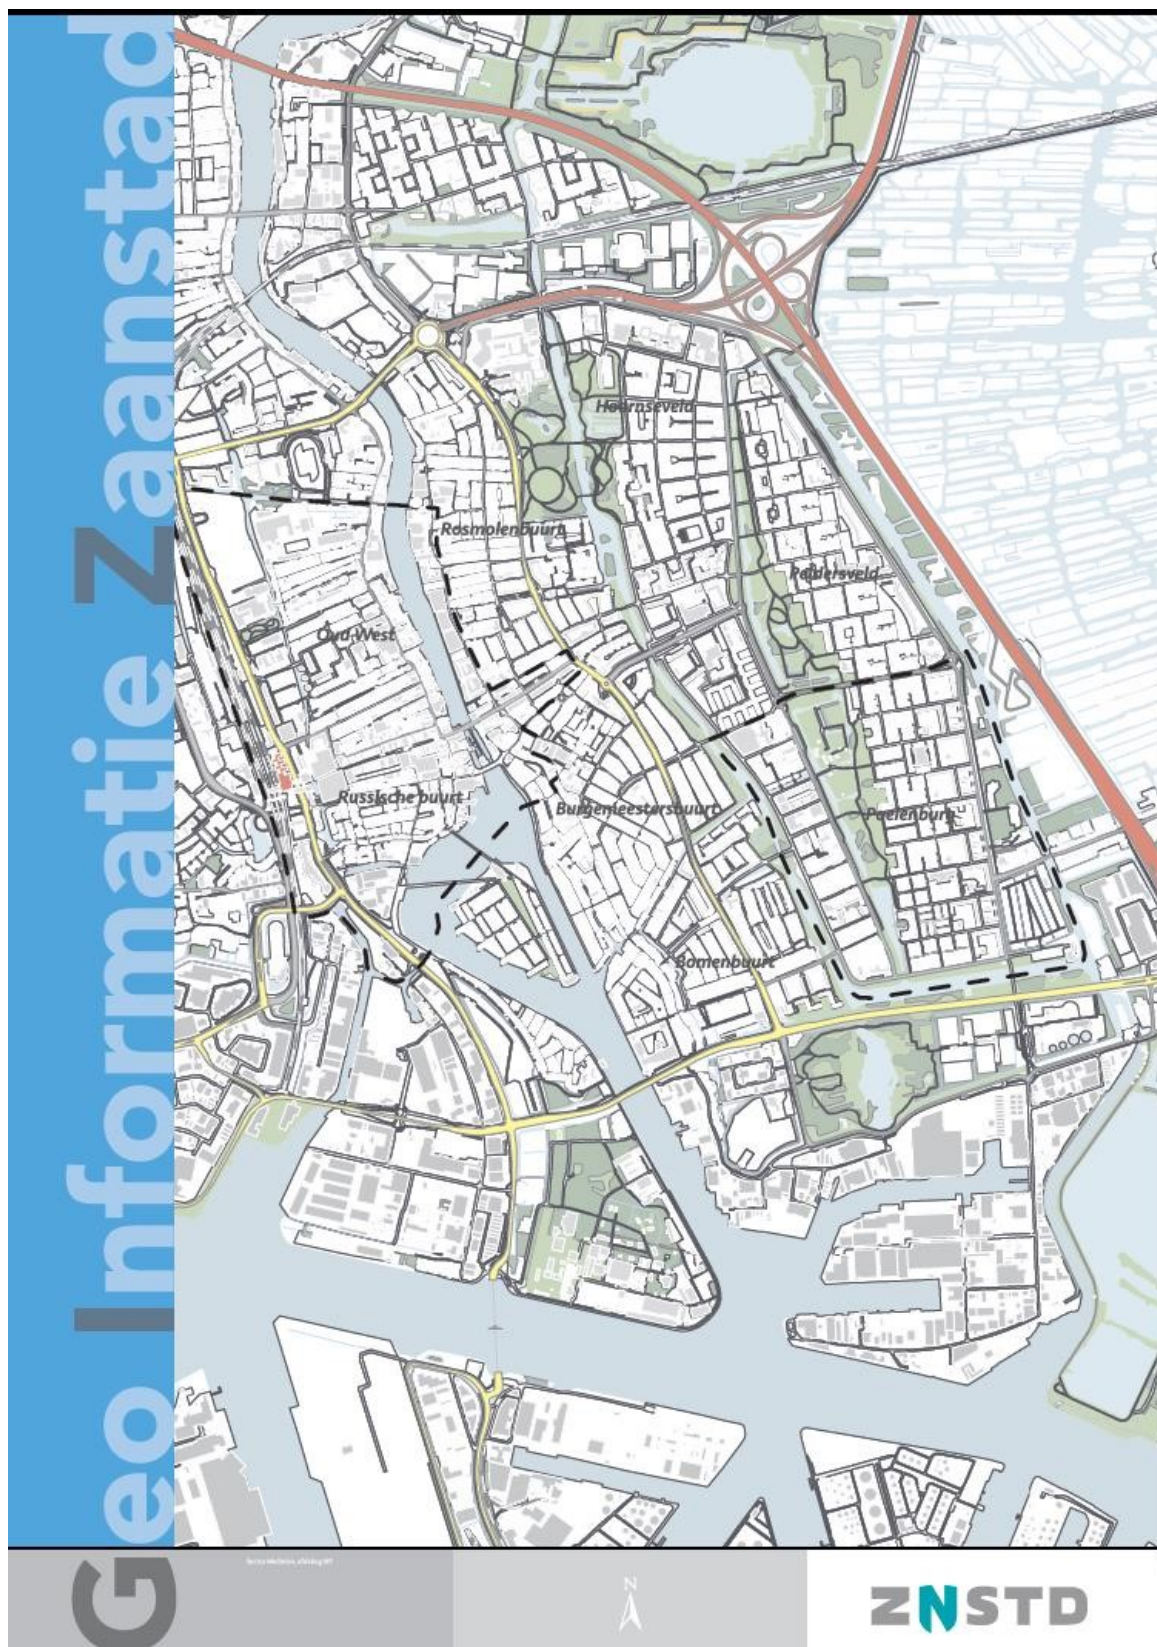 Geo Informatie Zaanstad
Hoornseveld
Rosmolenbuurt
Peldersveld
Oud West
Russische buurt
Burgemeestersbuurt
Poelenburg
Bomenbuurt
N
ZNSTD